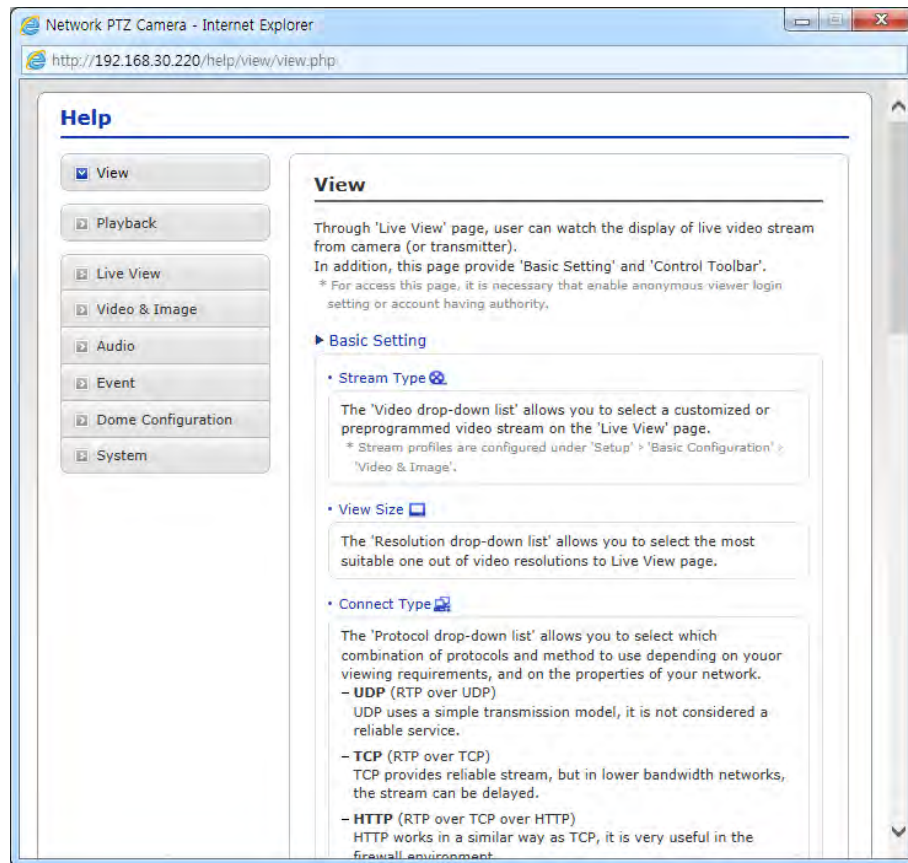 Network PTZ Camera - Internet Explorer
http://192.168.30.220/help/view/view.php
Help
View
Playback
Live View
Video & Image
Audio
Event
Dome Configuration
System
View
Through 'Live View' page, user can watch the display of live video stream
from camera (or transmitter).
In addition, this page provide 'Basic Setting' and 'Control Toolbar'.
* For access this page, it is necessary that enable anonymous viewer login
setting or account having authority.
Basic Setting
• Stream Type
The 'Video drop-down list' allows you to select a customized or
preprogrammed video stream on the 'Live View' page.
* Stream profiles are configured under 'Setup' > 'Basic Configuration' >
'Video & Image'.
• View Size
The 'Resolution drop-down list' allows you to select the most
suitable one out of video resolutions to Live View page.
• Connect Type
The 'Protocol drop-down list' allows you to select which
combination of protocols and method to use depending on youor
viewing requirements, and on the properties of your network.
– UDP (RTP over UDP)
UDP uses a simple transmission model, it is not considered a
reliable service.
– TCP (RTP over TCP)
TCP provides reliable stream, but in lower bandwidth networks,
the stream can be delayed.
– HTTP (RTP over TCP over HTTP)
HTTP works in a similar way as TCP, it is very useful in the
firewall environment.